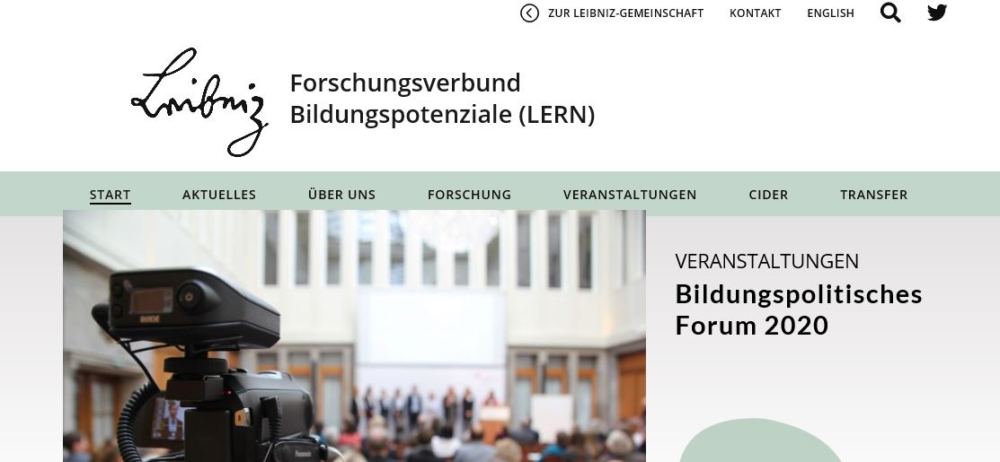 ZUR LEIBNIZ-GEMEINSCHAFT KONTAKT ENGLISH
Leibniz
Forschungsverbund
Bildungspotenziale (LERN)
START AKTUELLES ÜBER UNS FORSCHUNG VERANSTALTUNGEN CIDER TRANSFER
VERANSTALTUNGEN
Bildungspolitisches
Forum 2020
RØDE
Panasonic